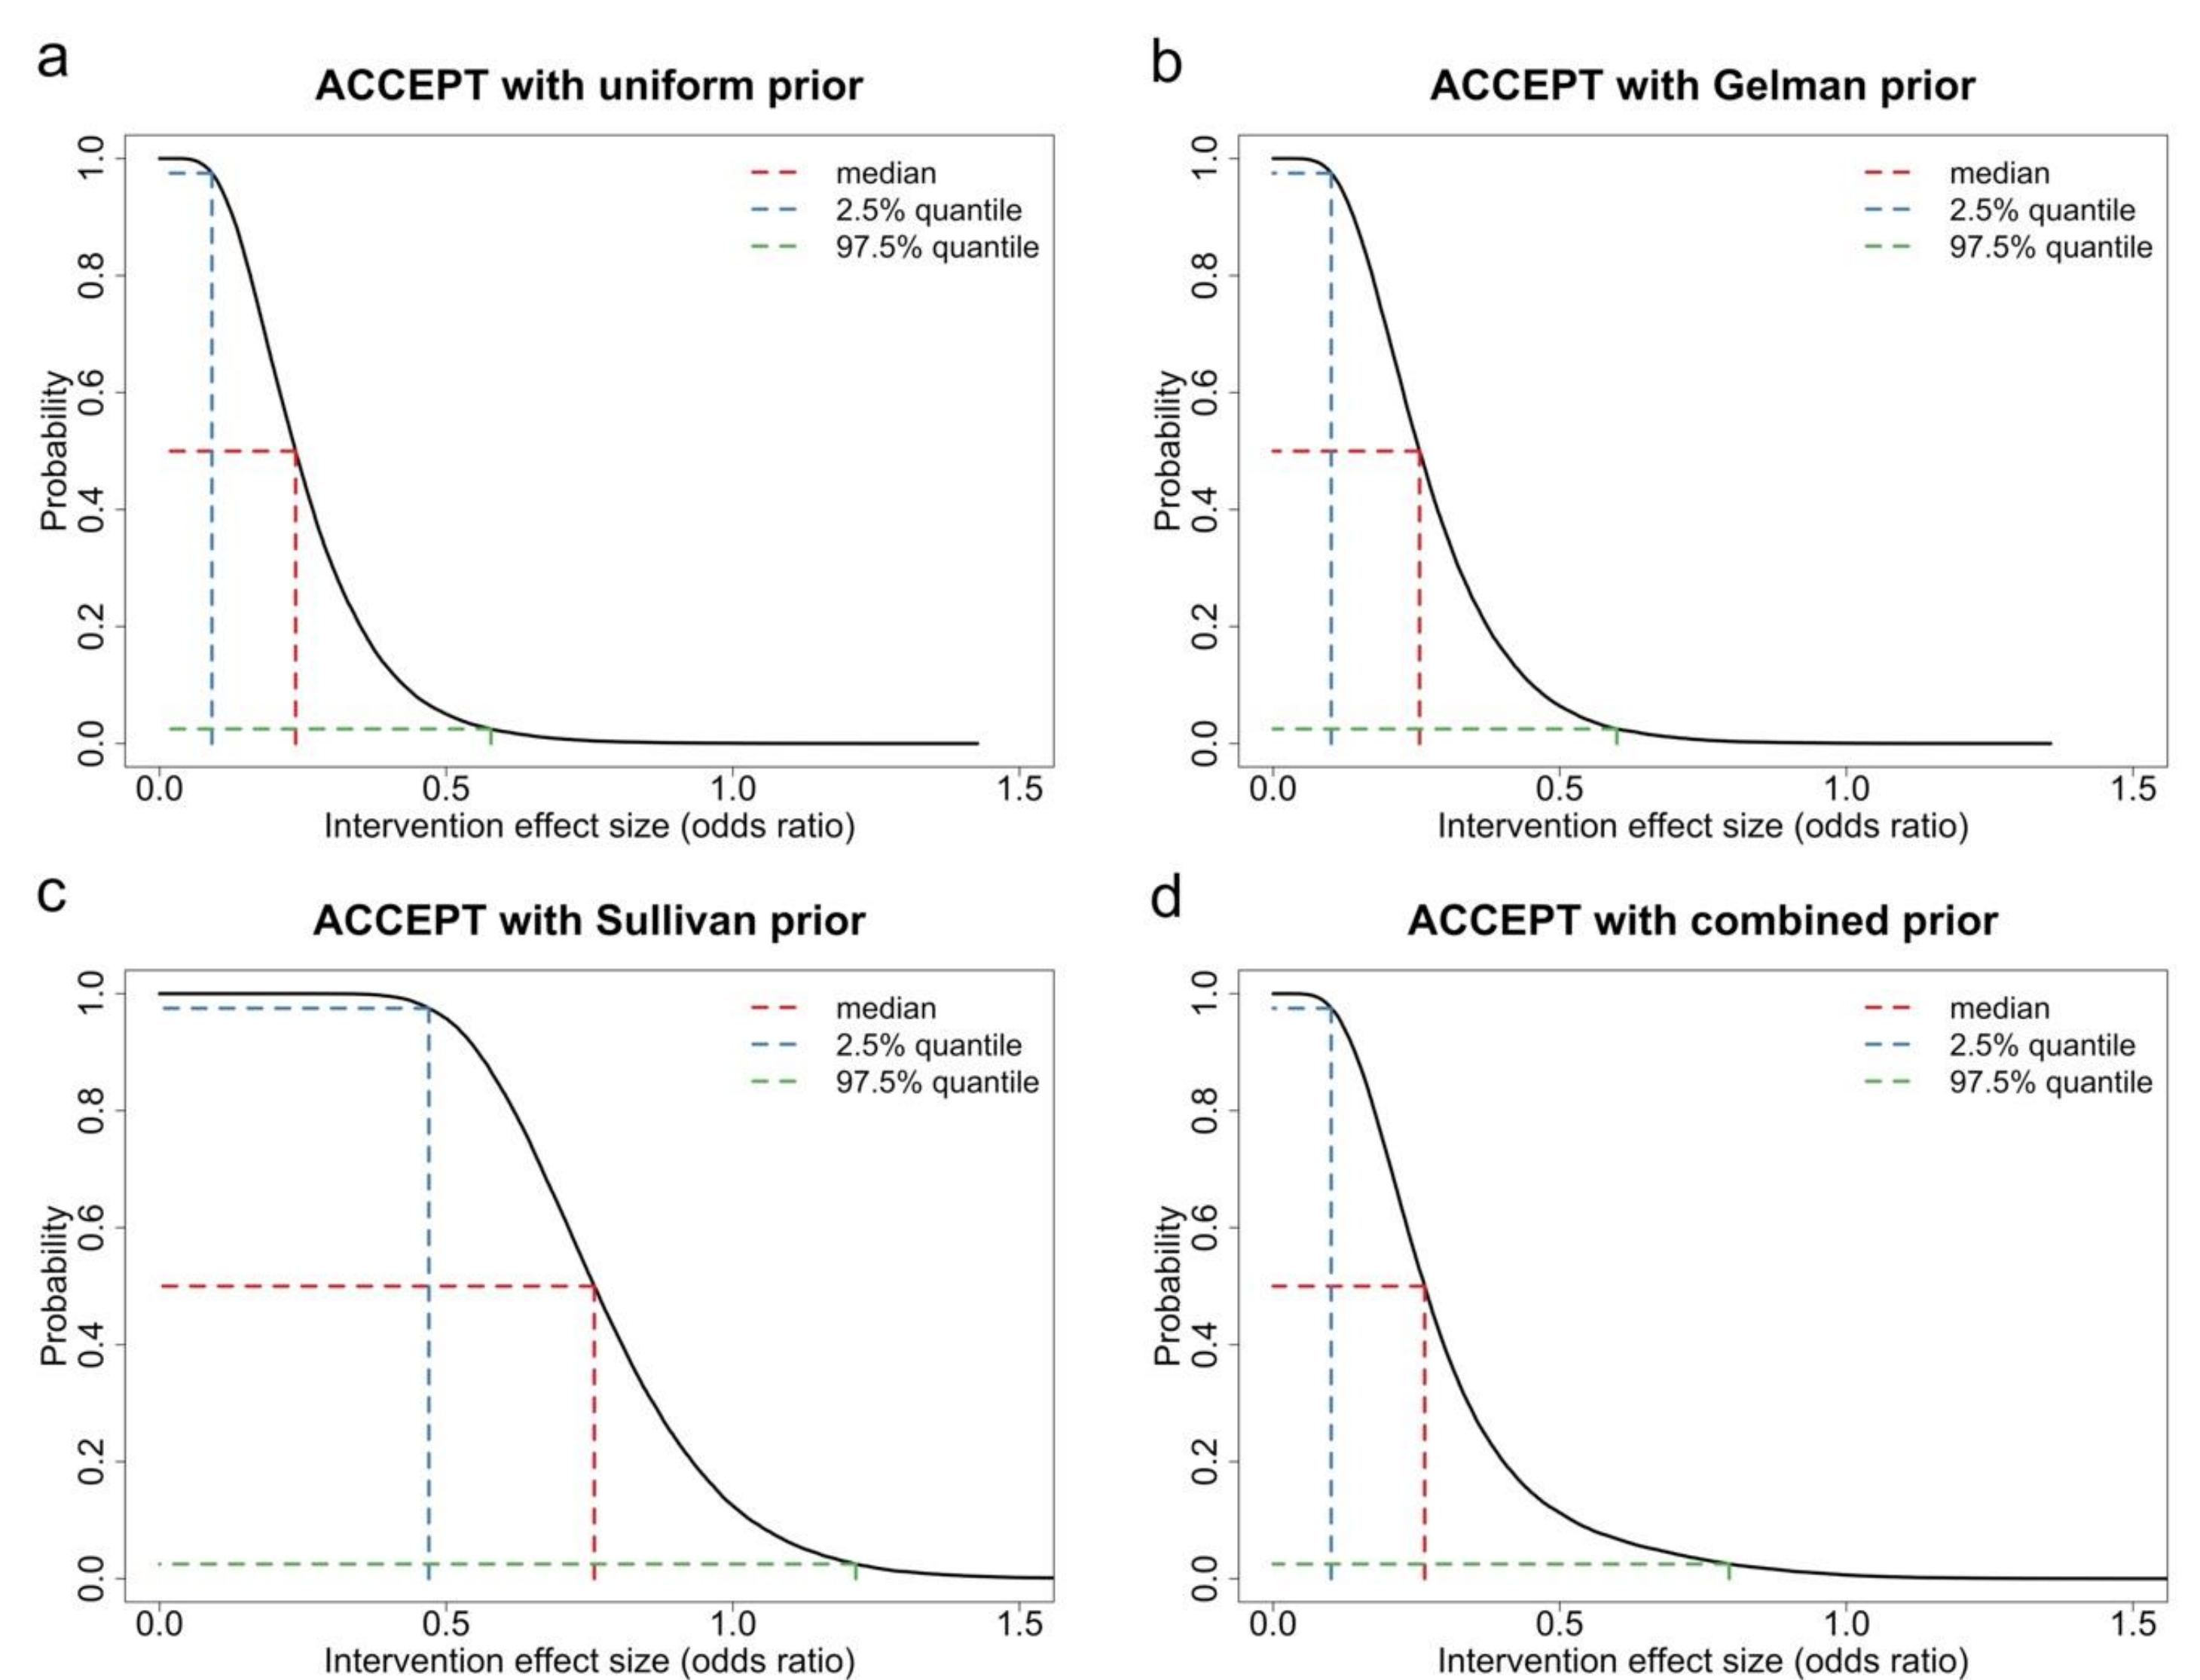 a
ACCEPT with uniform prior
1.0
0.8
0.6
0.4
0.2
0.0
Probability
median
2.5% quantile
97.5% quantile
0.0 0.5 1.0 1.5
Intervention effect size (odds ratio)
b
ACCEPT with Gelman prior
1.0
0.8
0.6
0.4
0.2
0.0
Probability
median
2.5% quantile
97.5% quantile
0.0 0.5 1.0 1.5
Intervention effect size (odds ratio)
c
ACCEPT with Sullivan prior
1.0
0.8
0.6
0.4
0.2
0.0
Probability
median
2.5% quantile
97.5% quantile
0.0 0.5 1.0 1.5
Intervention effect size (odds ratio)
d
ACCEPT with combined prior
1.0
0.8
0.6
0.4
0.2
0.0
Probability
median
2.5% quantile
97.5% quantile
0.0 0.5 1.0 1.5
Intervention effect size (odds ratio)